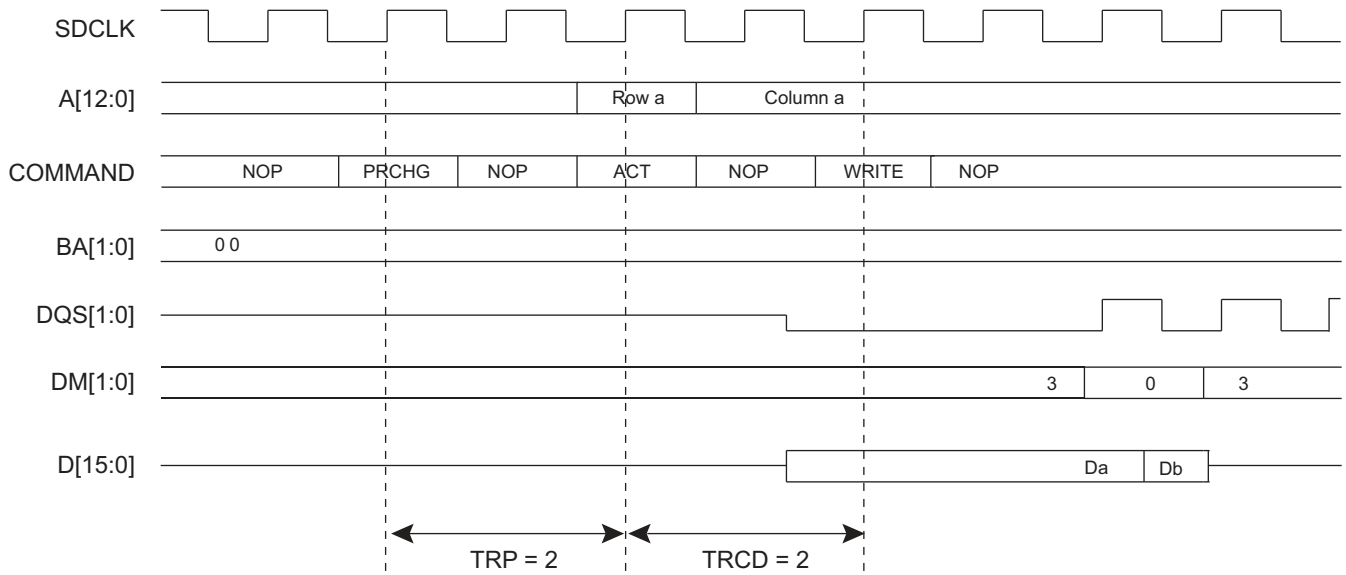 SDCLK
A[12:0] Row a Column a
COMMAND NOP PRCHG NOP ACT NOP WRITE NOP
BA[1:0] 0 0
DQS[1:0]
DM[1:0] 3 0 3
D[15:0] Da Db
TRP = 2 TRCD = 2